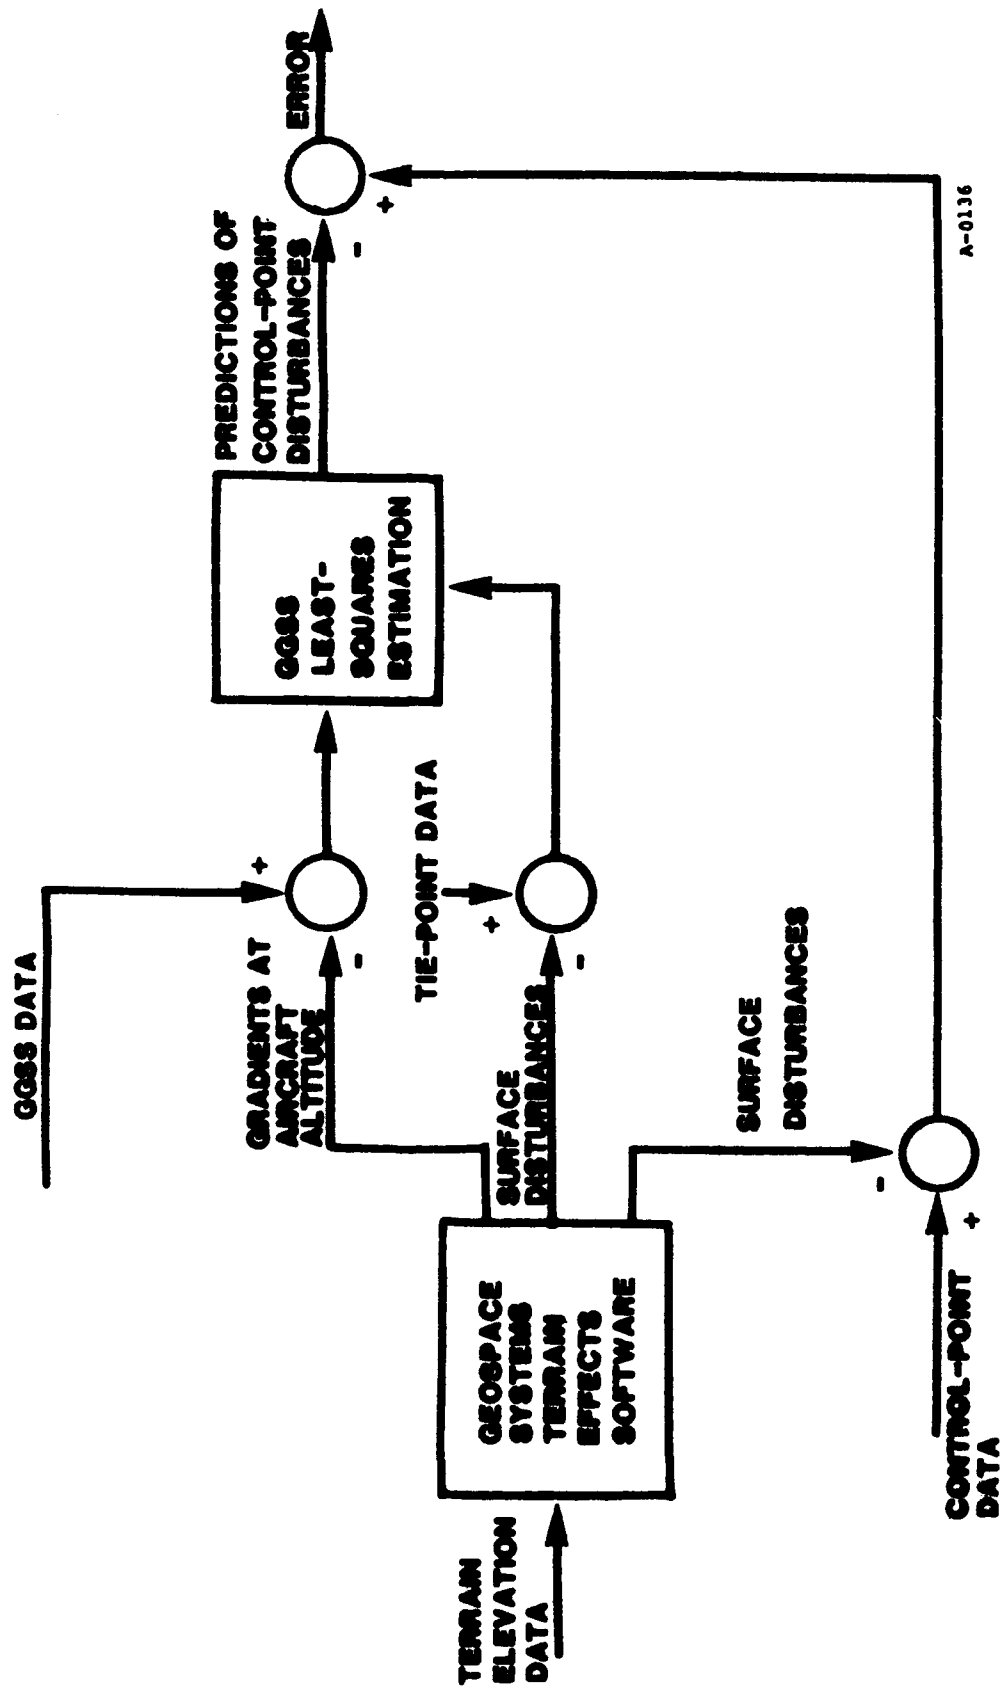 GGSS DATA
PREDICTIONS OF
CONTROL-POINT
DISTURBANCES
ERROR
+
-
+
-
GRADIENTS AT
AIRCRAFT
ALTITUDE
GGSS
LEAST-
SQUARES
ESTIMATION
TIE-POINT DATA
+
-
SURFACE
DISTURBANCES
TERRAIN
ELEVATION
DATA
GEOSPACE
SYSTEMS
TERRAIN
EFFECTS
SOFTWARE
SURFACE
DISTURBANCES
-
+
CONTROL-POINT
DATA
A-0136